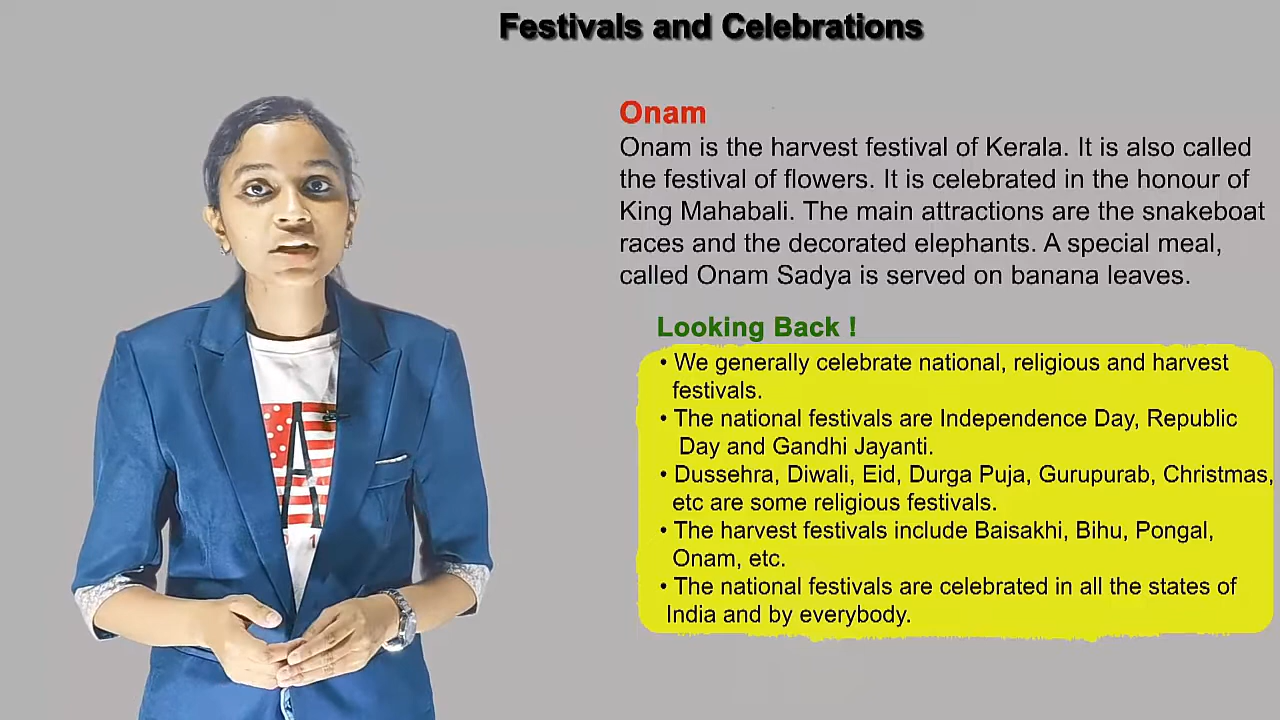 Festivals and Celebrations
Onam
Onam is the harvest festival of Kerala. It is also called
the festival of flowers. It is celebrated in the honour of
King Mahabali. The main attractions are the snakeboat
races and the decorated elephants. A special meal,
called Onam Sadya is served on banana leaves.
Looking Back !
• We generally celebrate national, religious and harvest
festivals.
• The national festivals are Independence Day, Republic
Day and Gandhi Jayanti.
• Dussehra, Diwali, Eid, Durga Puja, Gurupurab, Christmas,
etc are some religious festivals.
• The harvest festivals include Baisakhi, Bihu, Pongal,
Onam, etc.
• The national festivals are celebrated in all the states of
India and by everybody.
A